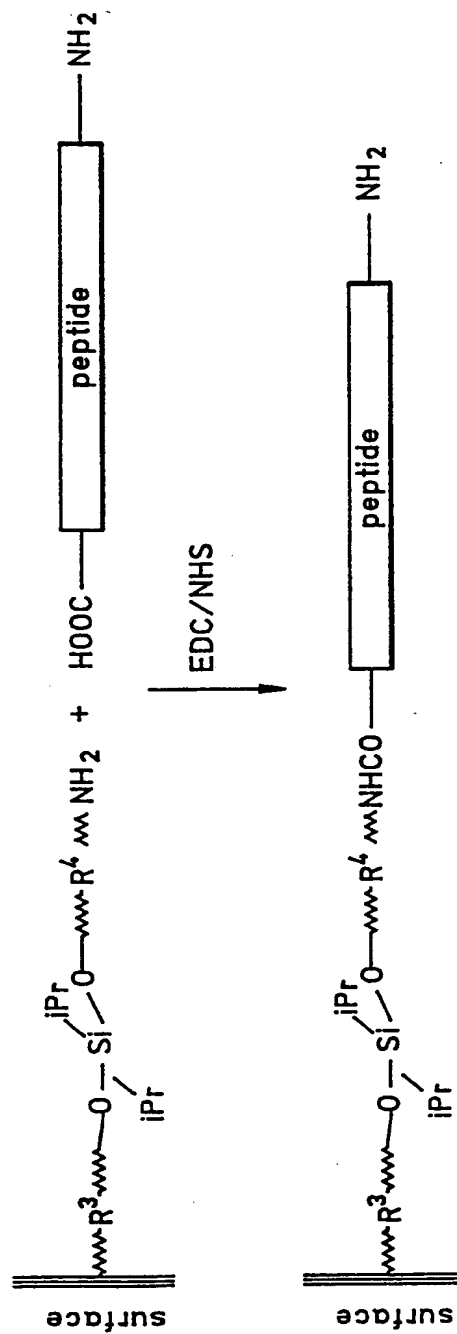 surface R³ O Si iPr iPr O R⁴ NH₂ + HOOC peptide NH₂
EDC/NHS
surface R³ O Si iPr iPr O R⁴ NHCO peptide NH₂